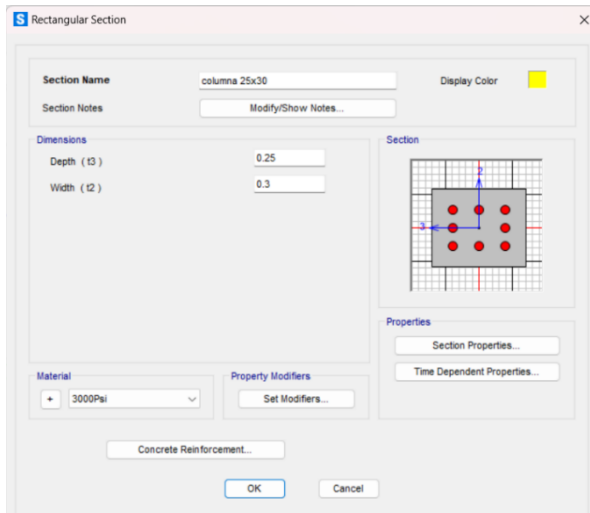 S Rectangular Section
Section Name columna 25x30 Display Color
Section Notes Modify/Show Notes...
Dimensions
Depth ( t3 ) 0.25
Width ( t2 ) 0.3
Section
2
3
Properties
Section Properties...
Time Dependent Properties...
Material
+ 3000Psi
Property Modifiers
Set Modifiers...
Concrete Reinforcement...
OK Cancel